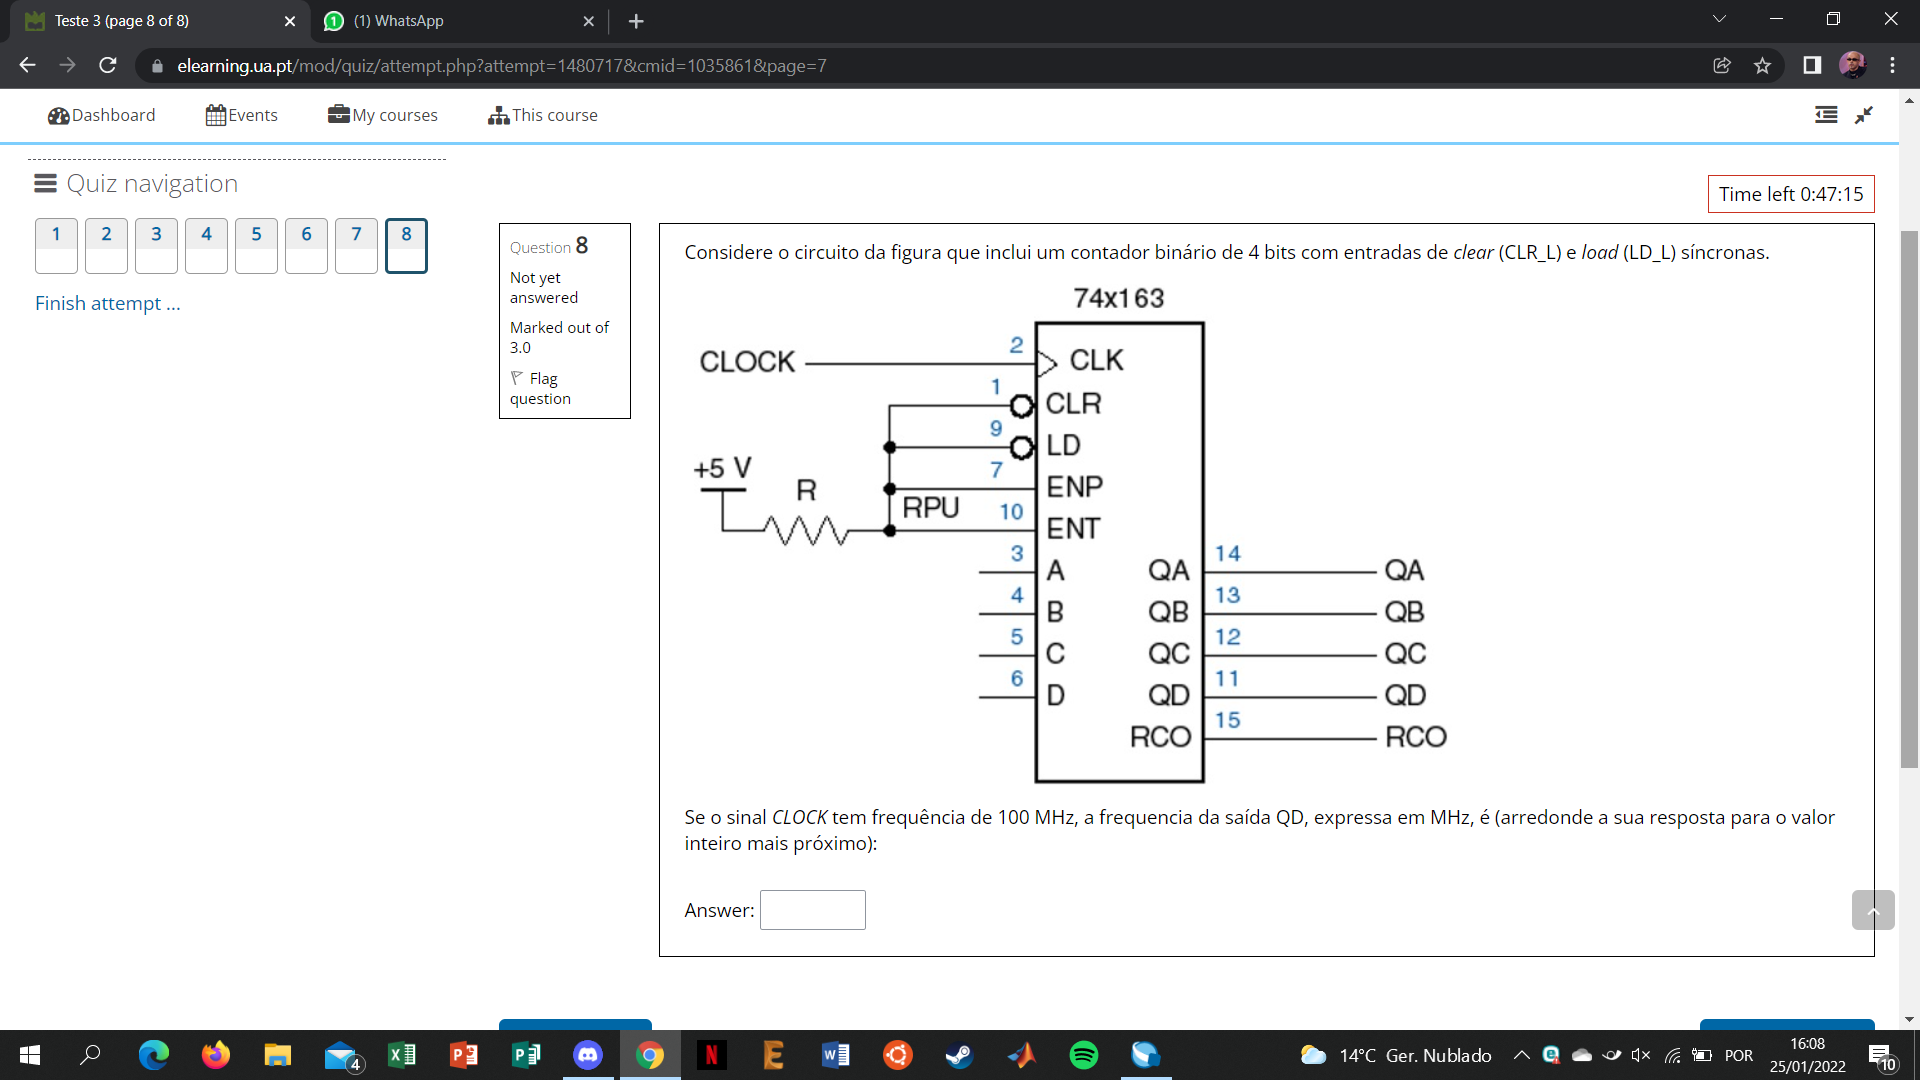 Teste 3 (page 8 of 8)
(1) WhatsApp
elearning.ua.pt/mod/quiz/attempt.php?attempt=1480717&cmid=1035861&page=7
Dashboard
Events
My courses
This course
Quiz navigation
1 2 3 4 5 6 7 8
Finish attempt ...
Time left 0:47:15
Question 8
Not yet
answered
Marked out of
3.0
Flag
question
Considere o circuito da figura que inclui um contador binário de 4 bits com entradas de clear (CLR_L) e load (LD_L) síncronas.
74x163
CLOCK 2 CLK
1 CLR
9 LD
+5 V 7 ENP
R RPU 10 ENT
3 A QA 14 QA
4 B QB 13 QB
5 C QC 12 QC
6 D QD 11 QD
RCO 15 RCO
Se o sinal CLOCK tem frequência de 100 MHz, a frequencia da saída QD, expressa em MHz, é (arredonde a sua resposta para o valor
inteiro mais próximo):
Answer:
4
14°C Ger. Nublado
POR
16:08
25/01/2022
10